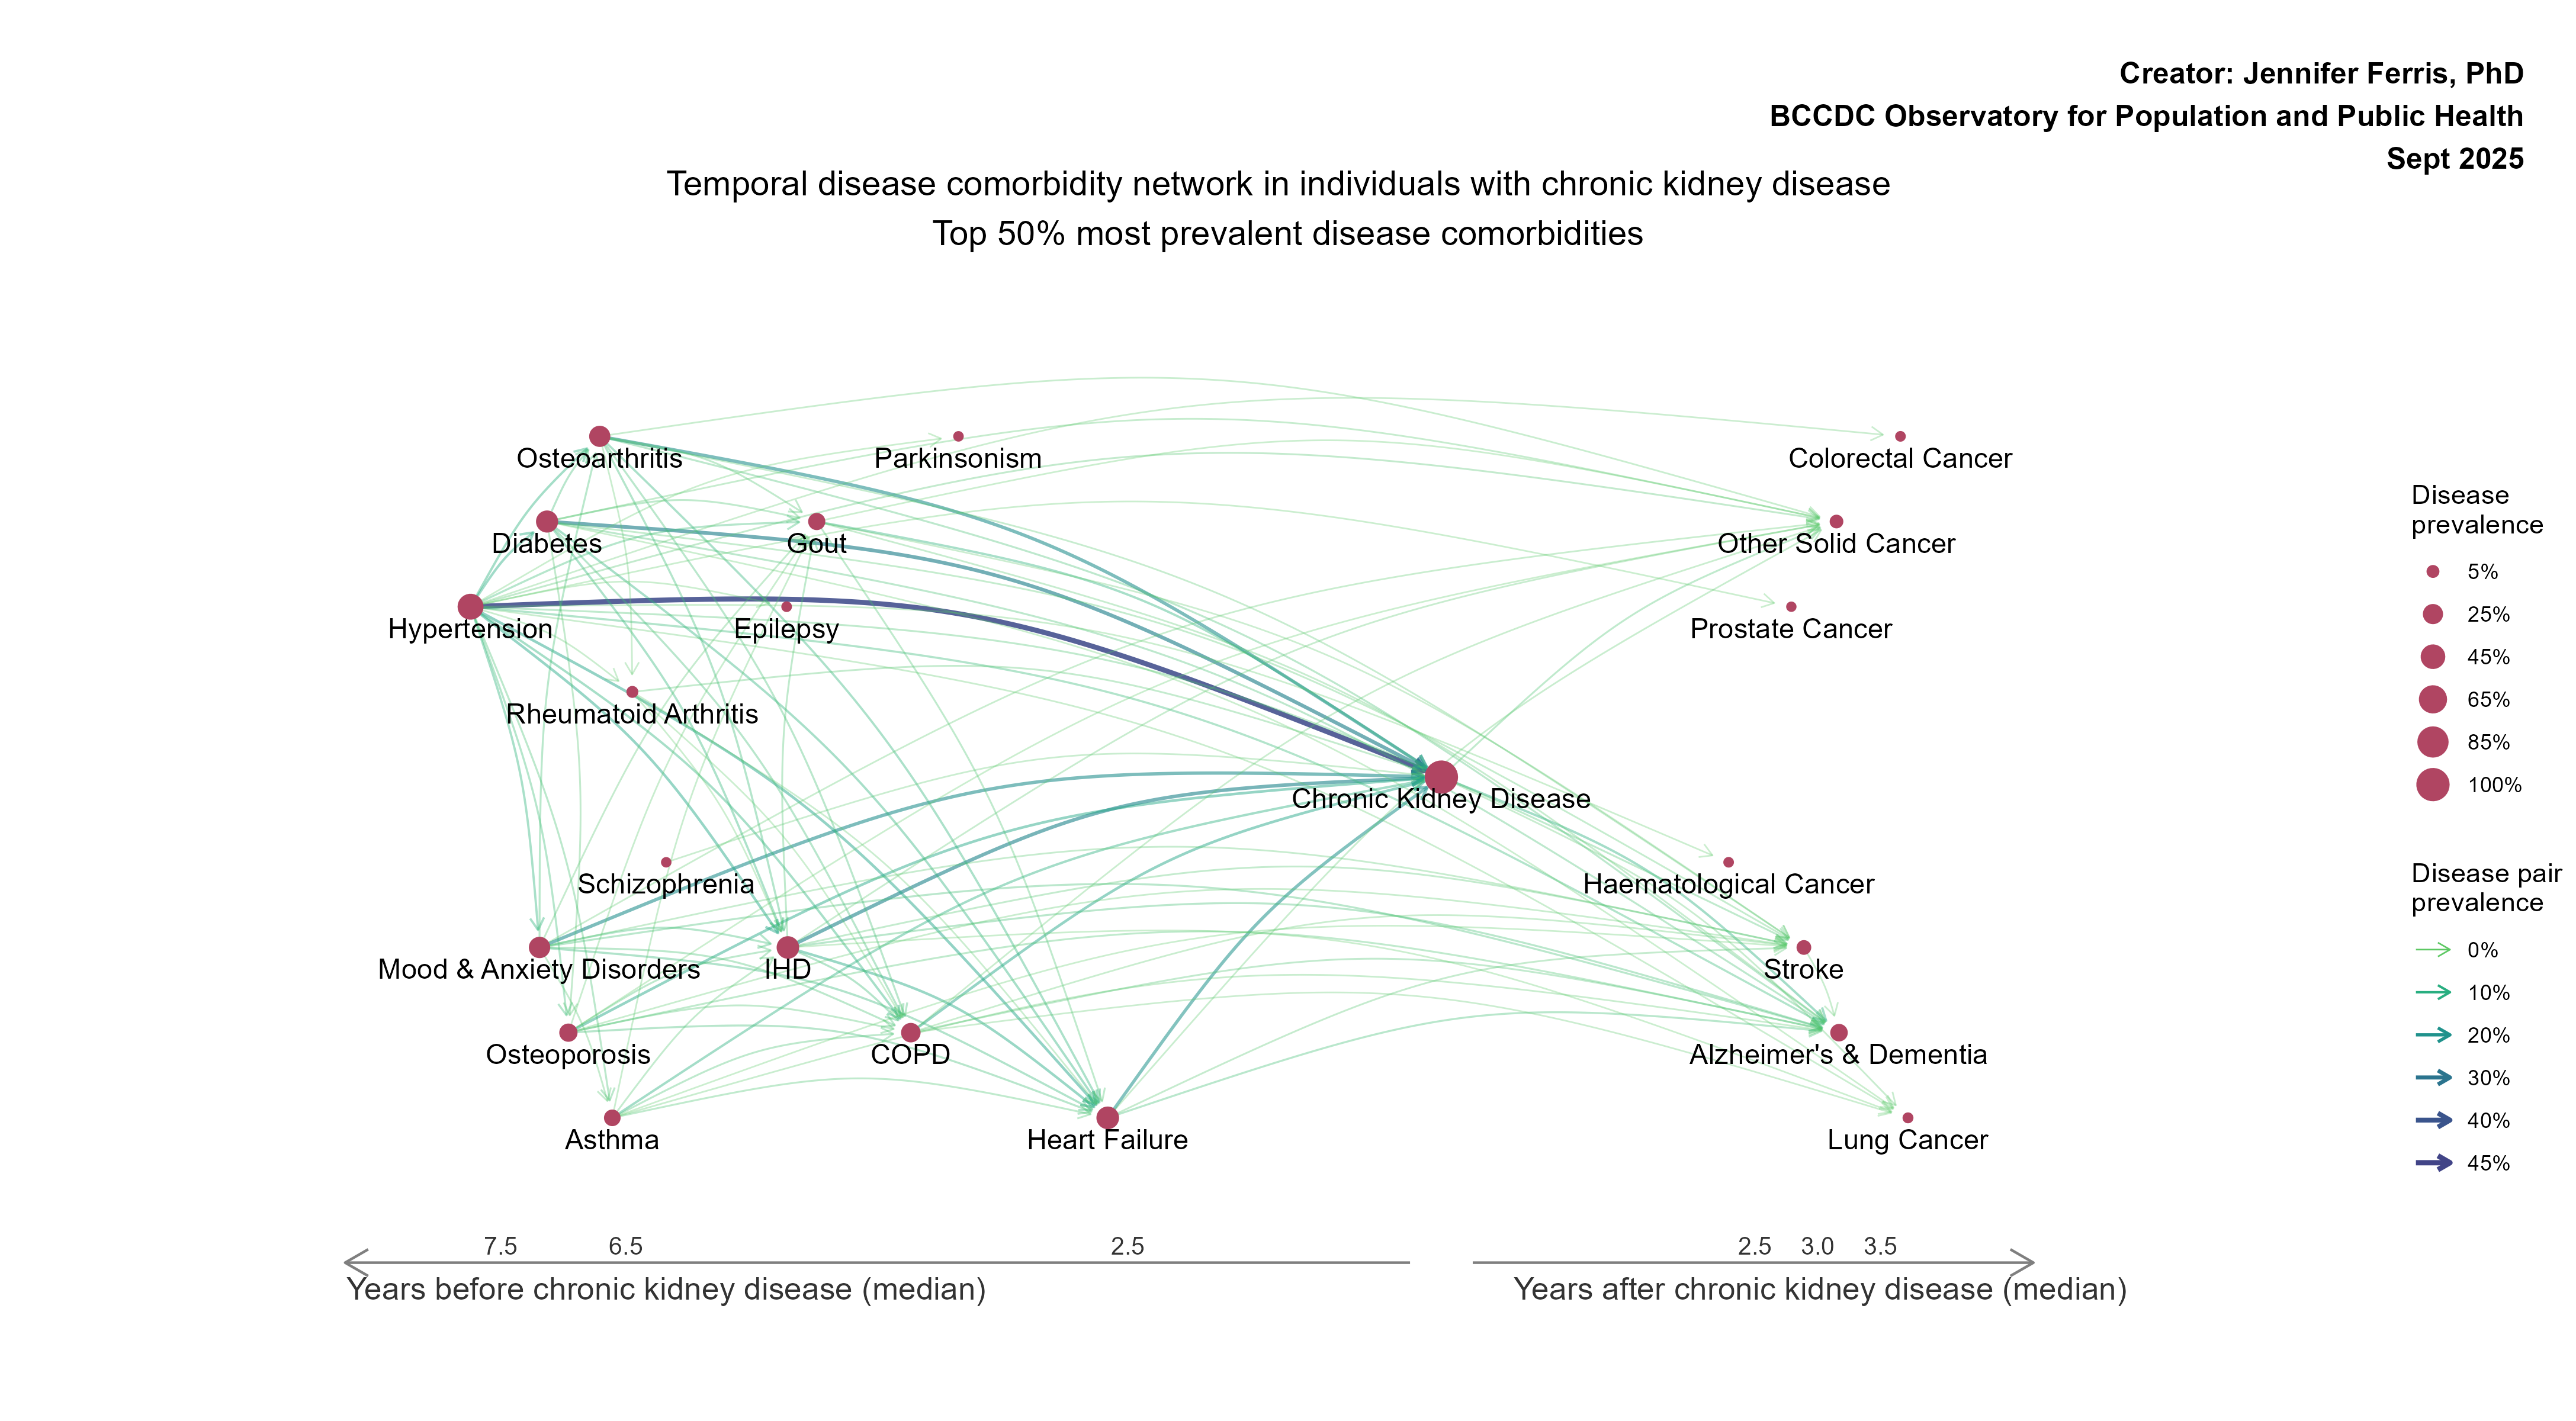 Creator: Jennifer Ferris, PhD
BCCDC Observatory for Population and Public Health
Sept 2025
Temporal disease comorbidity network in individuals with chronic kidney disease
Top 50% most prevalent disease comorbidities
Osteoarthritis
Parkinsonism
Colorectal Cancer
Diabetes
Gout
Other Solid Cancer
Hypertension
Epilepsy
Prostate Cancer
Rheumatoid Arthritis
Chronic Kidney Disease
Schizophrenia
Haematological Cancer
Mood & Anxiety Disorders
IHD
Stroke
Osteoporosis
COPD
Alzheimer's & Dementia
Asthma
Heart Failure
Lung Cancer
Disease
prevalence
5%
25%
45%
65%
85%
100%
Disease pair
prevalence
0%
10%
20%
30%
40%
45%
7.5
6.5
2.5
2.5
3.0
3.5
Years before chronic kidney disease (median)
Years after chronic kidney disease (median)